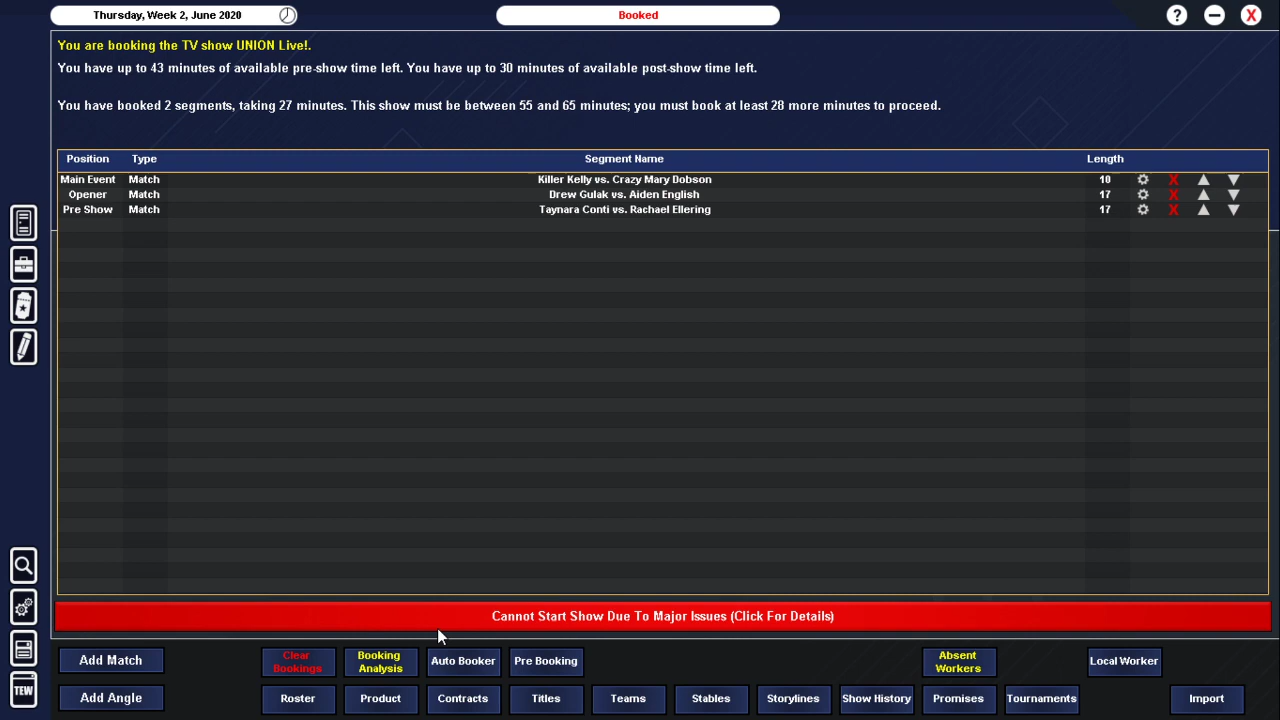 Thursday, Week 2, June 2020
Booked
?
X
You are booking the TV show UNION Live!.
You have up to 43 minutes of available pre-show time left. You have up to 30 minutes of available post-show time left.
You have booked 2 segments, taking 27 minutes. This show must be between 55 and 65 minutes; you must book at least 28 more minutes to proceed.
Position Type Segment Name Length
Main Event Match Killer Kelly vs. Crazy Mary Dobson 10 X
Opener Match Drew Gulak vs. Aiden English 17 X
Pre Show Match Taynara Conti vs. Rachael Ellering 17 X
Cannot Start Show Due To Major Issues (Click For Details)
TEW
Add Match
Clear
Bookings
Booking
Analysis
Auto Booker
Pre Booking
Absent
Workers
Local Worker
Add Angle
Roster
Product
Contracts
Titles
Teams
Stables
Storylines
Show History
Promises
Tournaments
Import